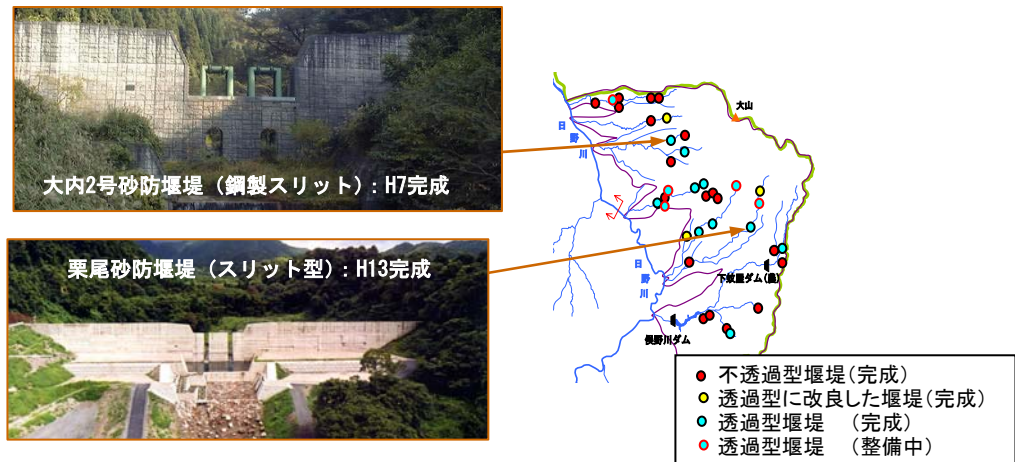 大内2号砂防堰堤（鋼製スリット）：H7完成
栗尾砂防堰堤（スリット型）：H13完成
大山
日野川
日野川
下蚊屋ダム(農)
俣野川ダム
不透過型堰堤(完成)
透過型に改良した堰堤(完成)
透過型堰堤　(完成)
透過型堰堤　(整備中)